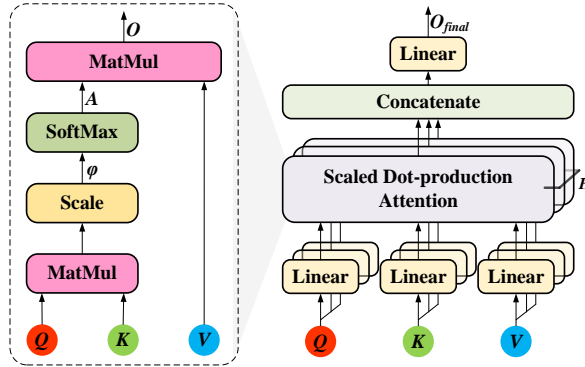 O
MatMul
A
SoftMax
φ
Scale
MatMul
Q K V
O_final
Linear
Concatenate
Scaled Dot-production
Attention
Linear Linear Linear
Q K V